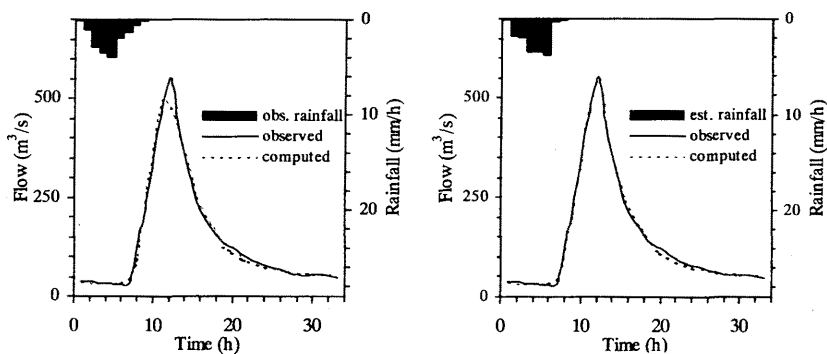 0
500
obs. rainfall
10
observed
computed
Flow (m³/s)
Rainfall (mm/h)
250
20
0
0 10 20 30
Time (h)
0
500
est. rainfall
10
observed
computed
Flow (m³/s)
Rainfall (mm/h)
250
20
0
0 10 20 30
Time (h)